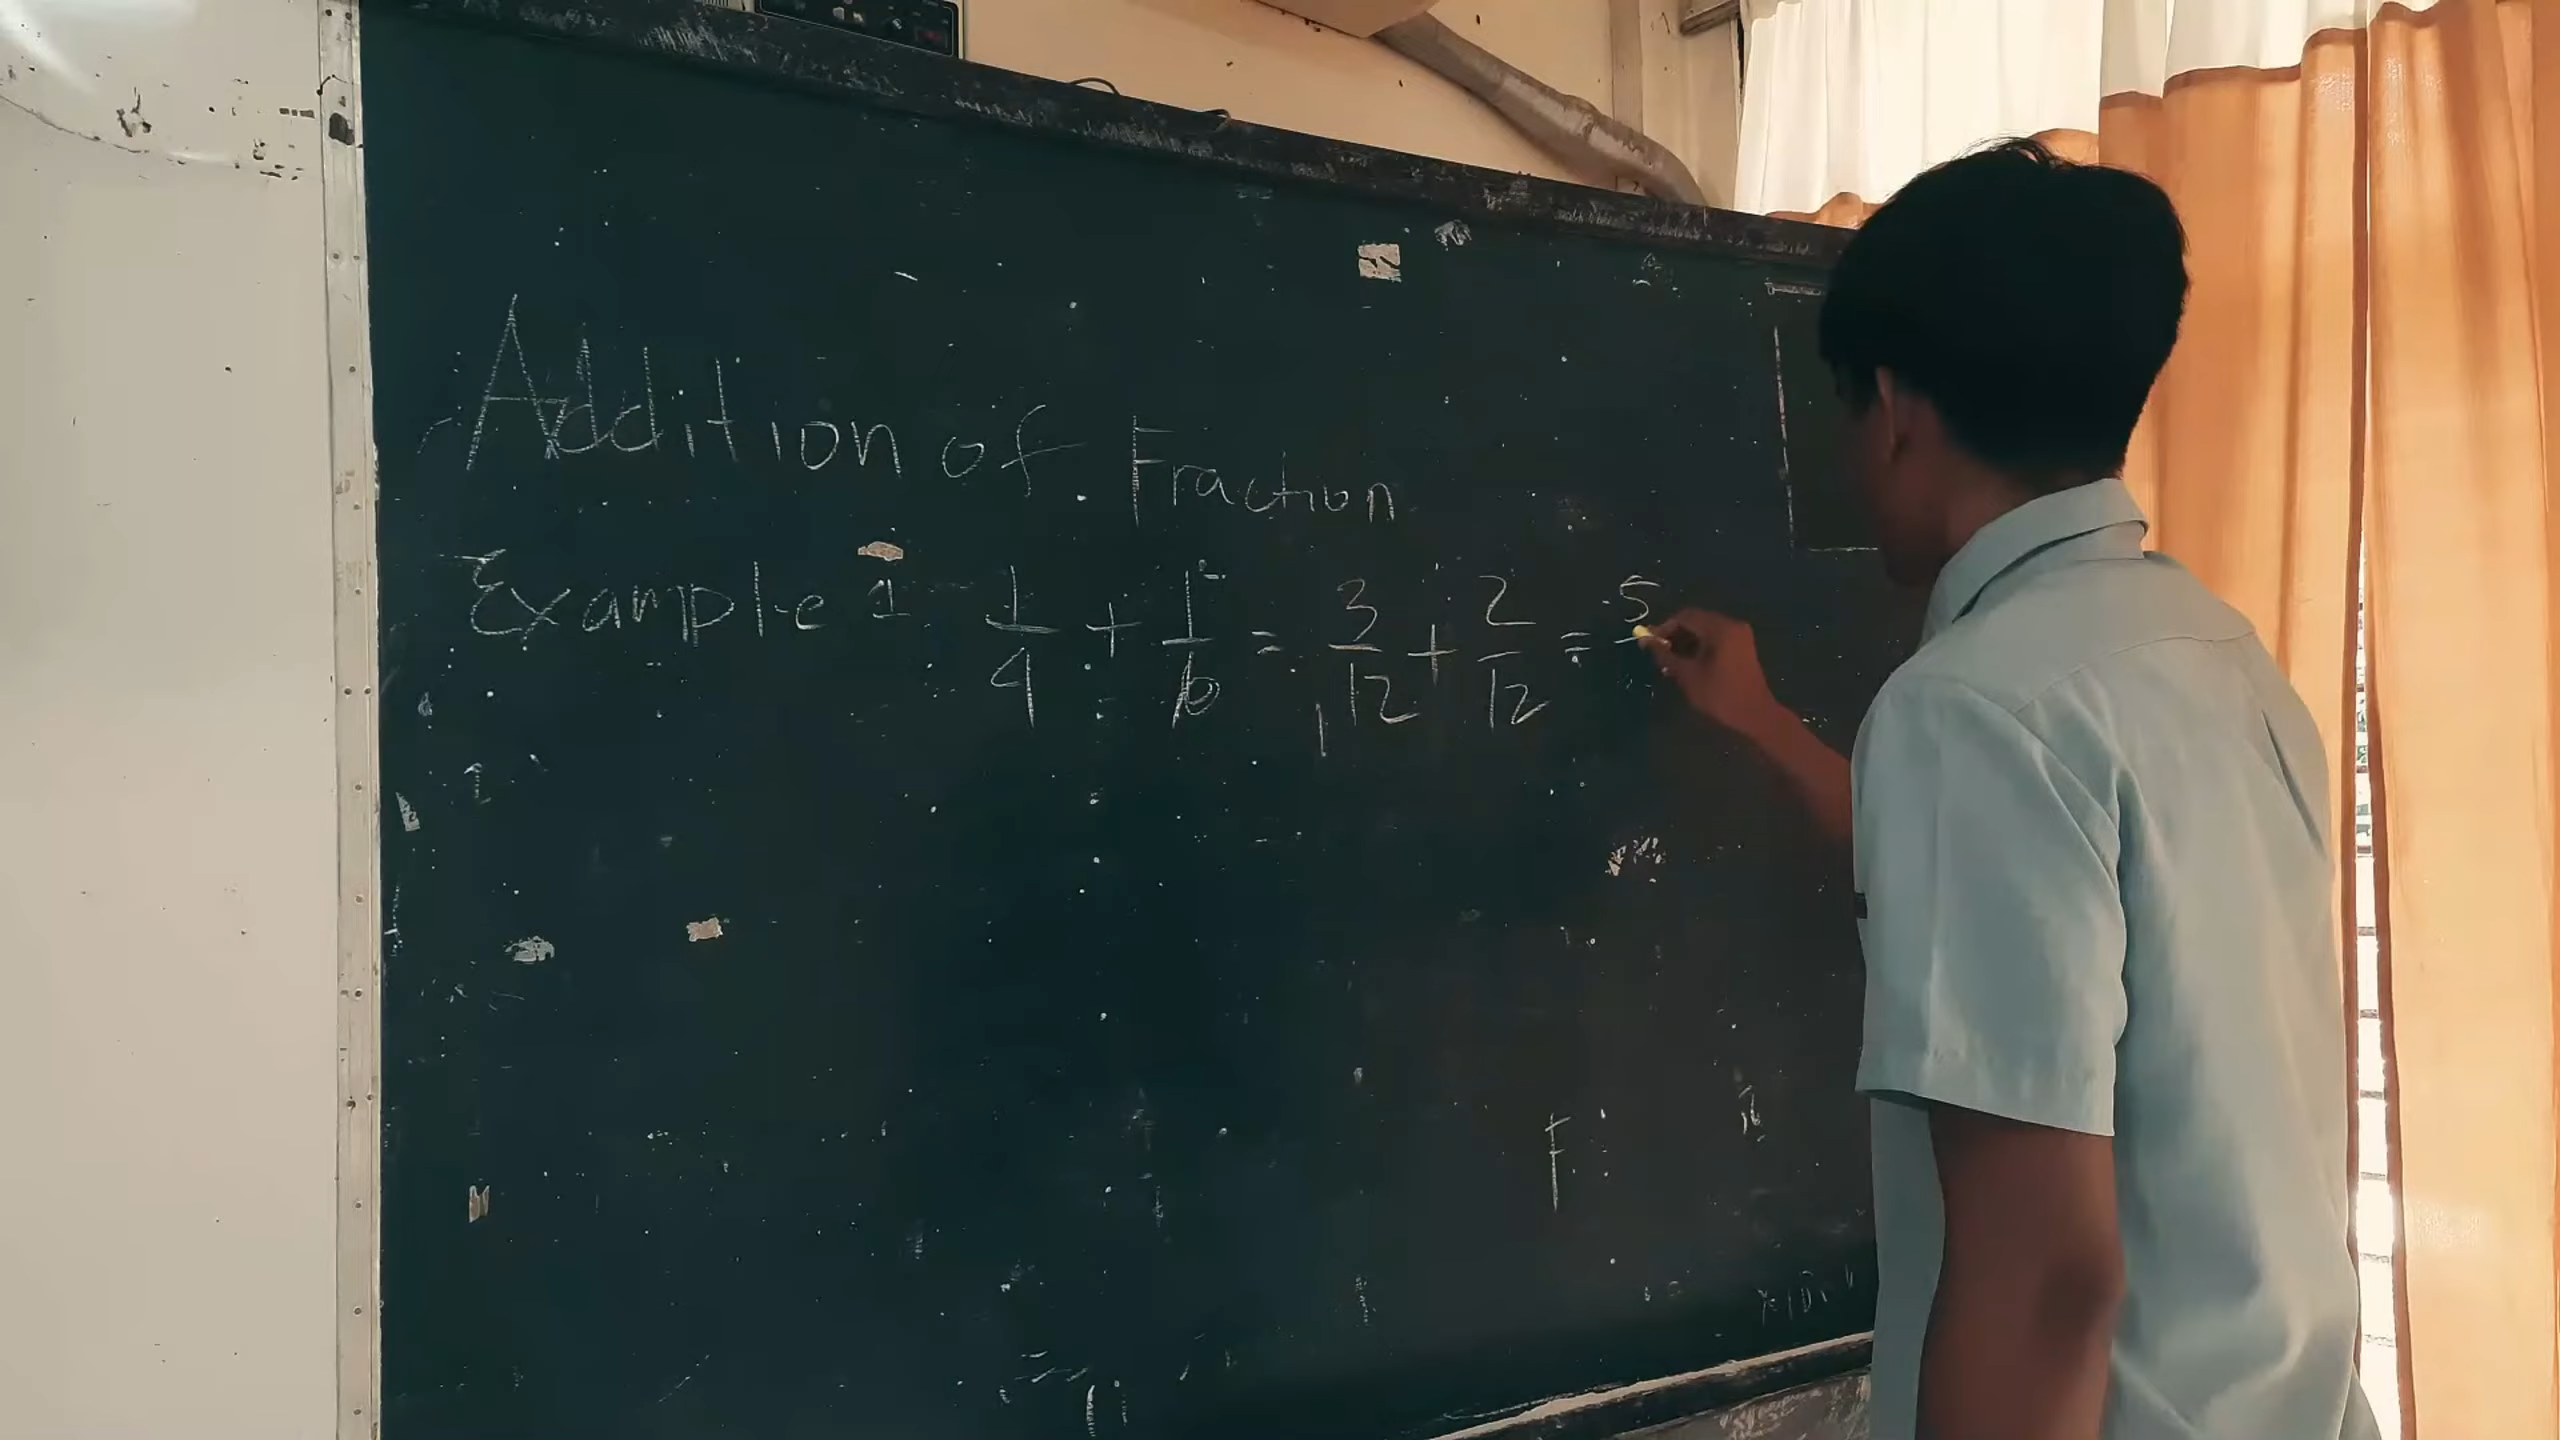 Addition of Fraction
Example 1 1/4 + 1/6 = 3/12 + 2/12 = 5
F